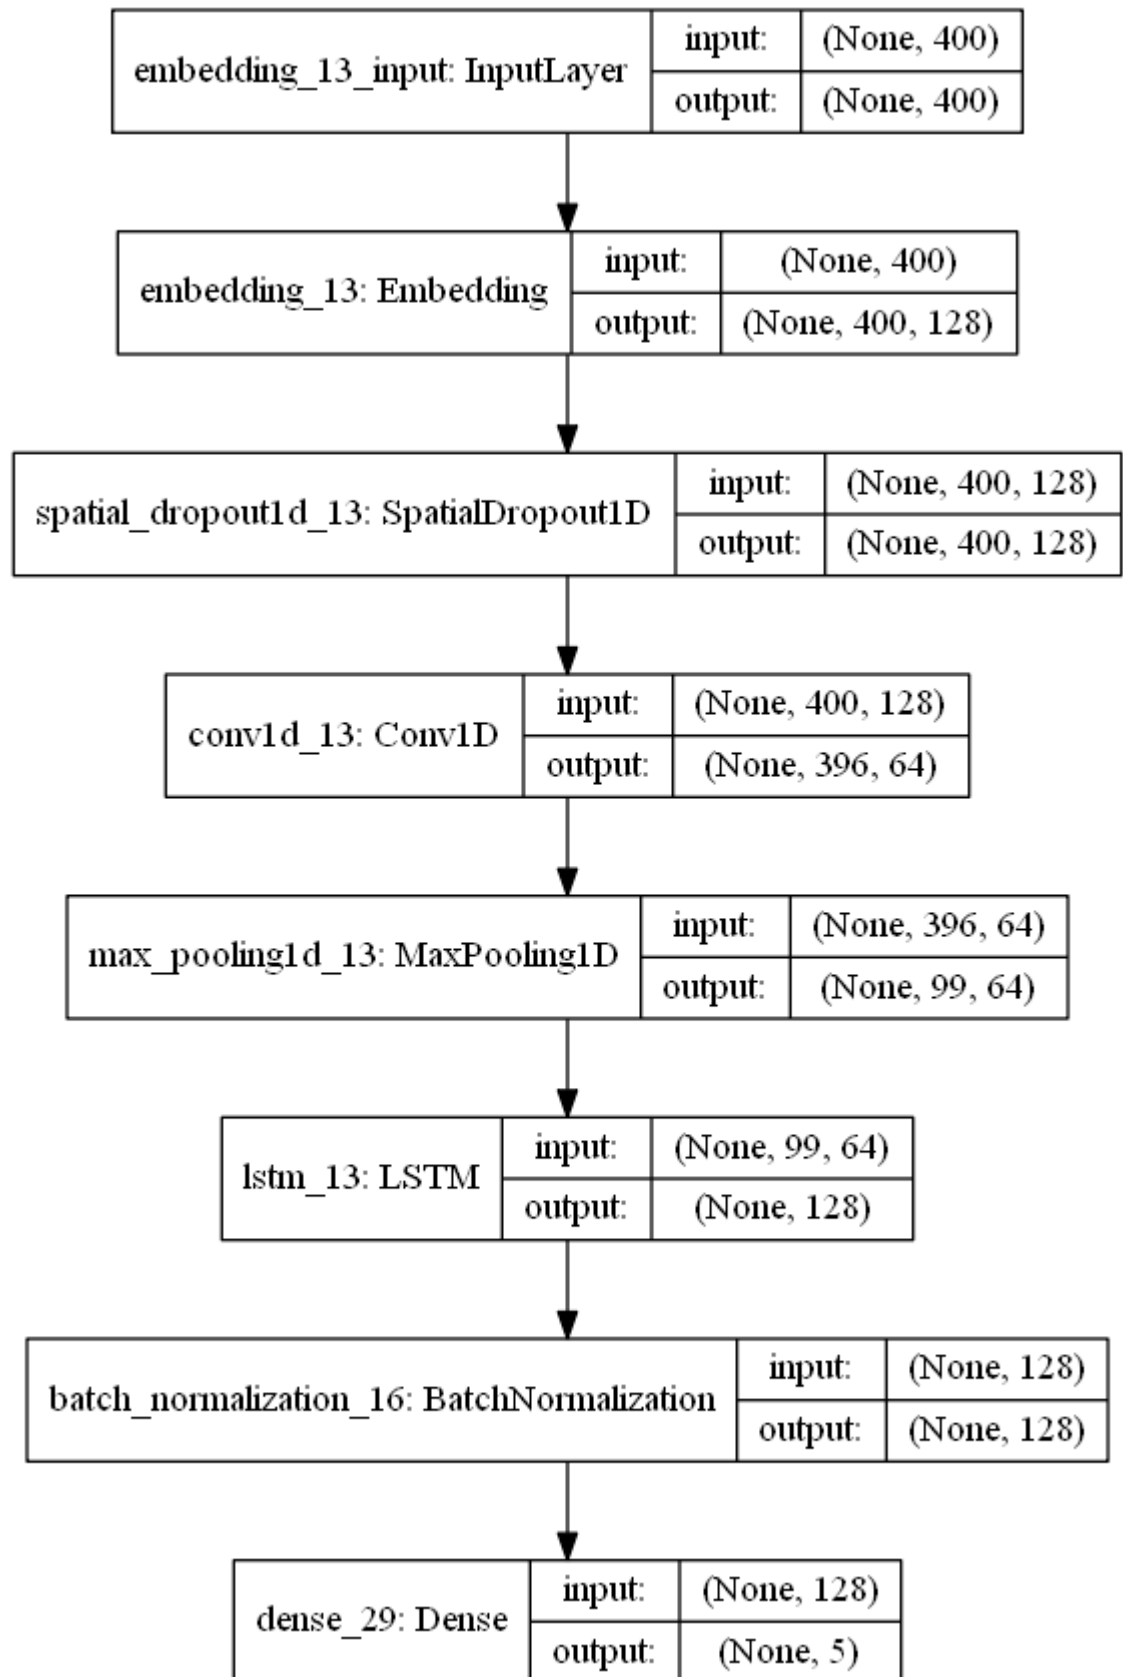 embedding_13_input: InputLayer
input: (None, 400)
output: (None, 400)
embedding_13: Embedding
input: (None, 400)
output: (None, 400, 128)
spatial_dropout1d_13: SpatialDropout1D
input: (None, 400, 128)
output: (None, 400, 128)
conv1d_13: Conv1D
input: (None, 400, 128)
output: (None, 396, 64)
max_pooling1d_13: MaxPooling1D
input: (None, 396, 64)
output: (None, 99, 64)
lstm_13: LSTM
input: (None, 99, 64)
output: (None, 128)
batch_normalization_16: BatchNormalization
input: (None, 128)
output: (None, 128)
dense_29: Dense
input: (None, 128)
output: (None, 5)